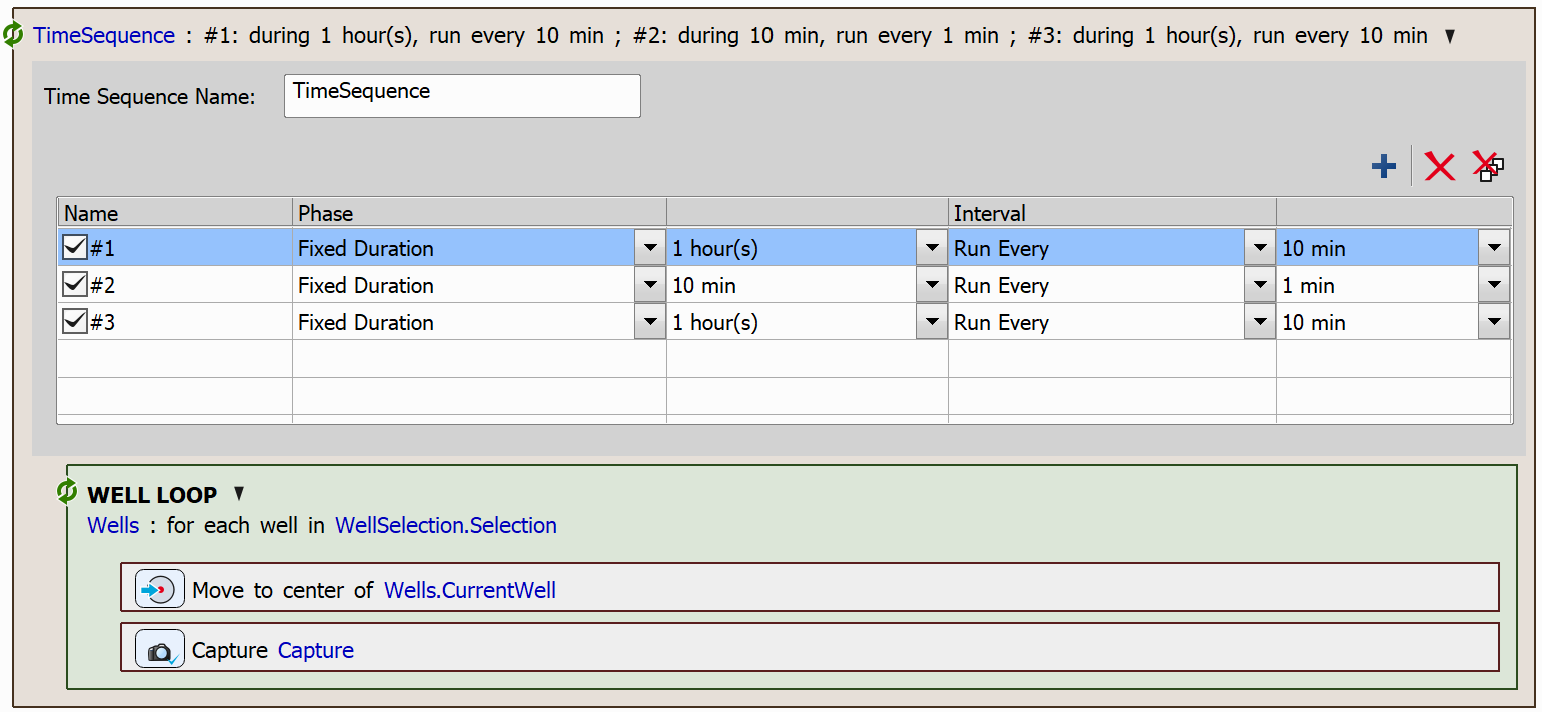 TimeSequence : #1: during 1 hour(s), run every 10 min ; #2: during 10 min, run every 1 min ; #3: during 1 hour(s), run every 10 min
Time Sequence Name: TimeSequence
Name Phase Interval
#1 Fixed Duration 1 hour(s) Run Every 10 min
#2 Fixed Duration 10 min Run Every 1 min
#3 Fixed Duration 1 hour(s) Run Every 10 min
WELL LOOP
Wells : for each well in WellSelection.Selection
Move to center of Wells.CurrentWell
Capture Capture